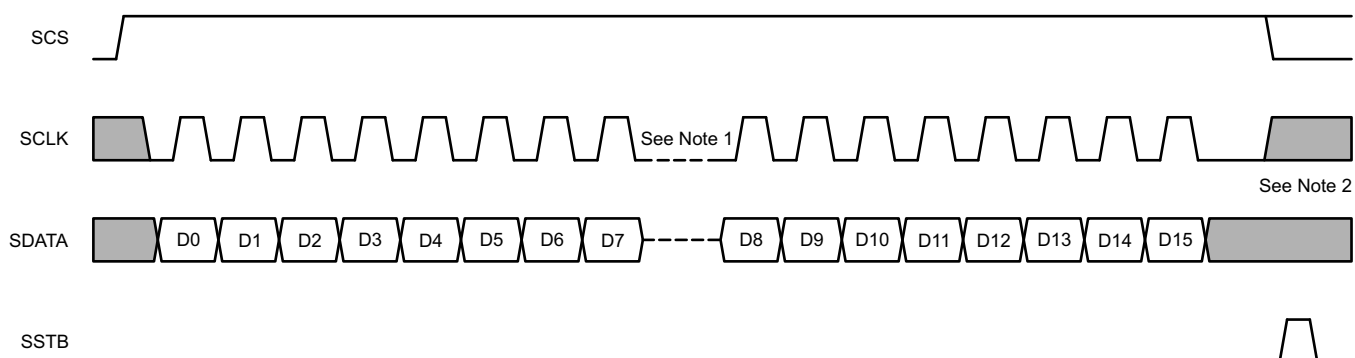 SCS
SCLK
See Note 1
See Note 2
SDATA
D0 D1 D2 D3 D4 D5 D6 D7 D8 D9 D10 D11 D12 D13 D14 D15
SSTB